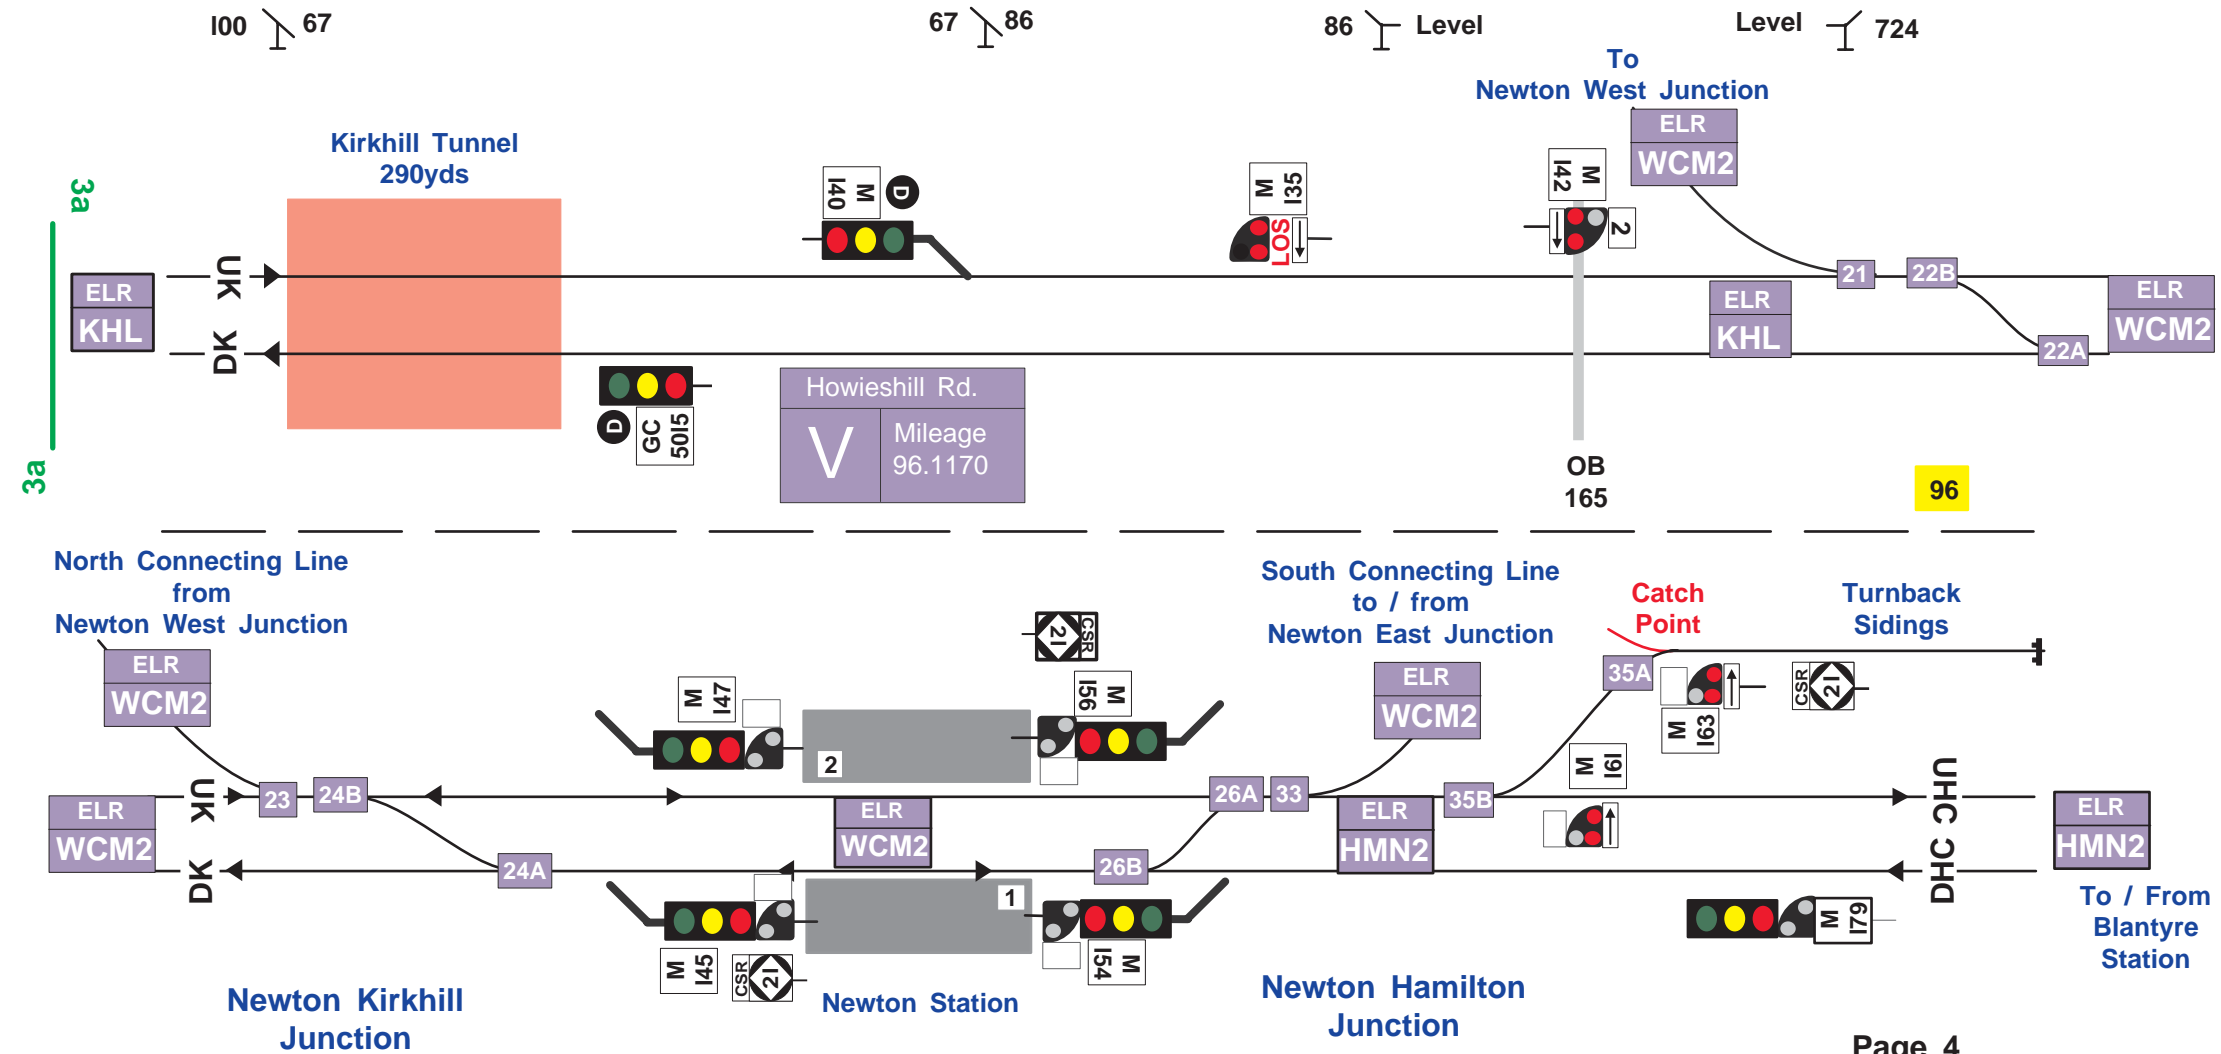 I00 67
67 86
86 Level
Level 724
To
Newton West Junction
ELR
WCM2
Kirkhill Tunnel
290yds
3a
M
I40
D
M
I35
LOS
M
I42
2
UK
ELR
KHL
DK
21
22B
ELR
KHL
ELR
WCM2
22A
D
GC
50I5
Howieshill Rd.
V
Mileage
96.1170
3a
OB
165
96
North Connecting Line
from
Newton West Junction
ELR
WCM2
South Connecting Line
to / from
Newton East Junction
ELR
WCM2
Catch
Point
Turnback
Sidings
2I
CSR
M
I47
M
I56
35A
M
I63
CSR
2I
2
M
I6I
UK
ELR
WCM2
DK
23
24B
24A
ELR
WCM2
26A
33
26B
ELR
HMN2
35B
UHC
DHC
ELR
HMN2
1
M
I45
CSR
2I
M
I54
M
I79
To / From
Blantyre
Station
Newton Kirkhill
Junction
Newton Station
Newton Hamilton
Junction
Page 4